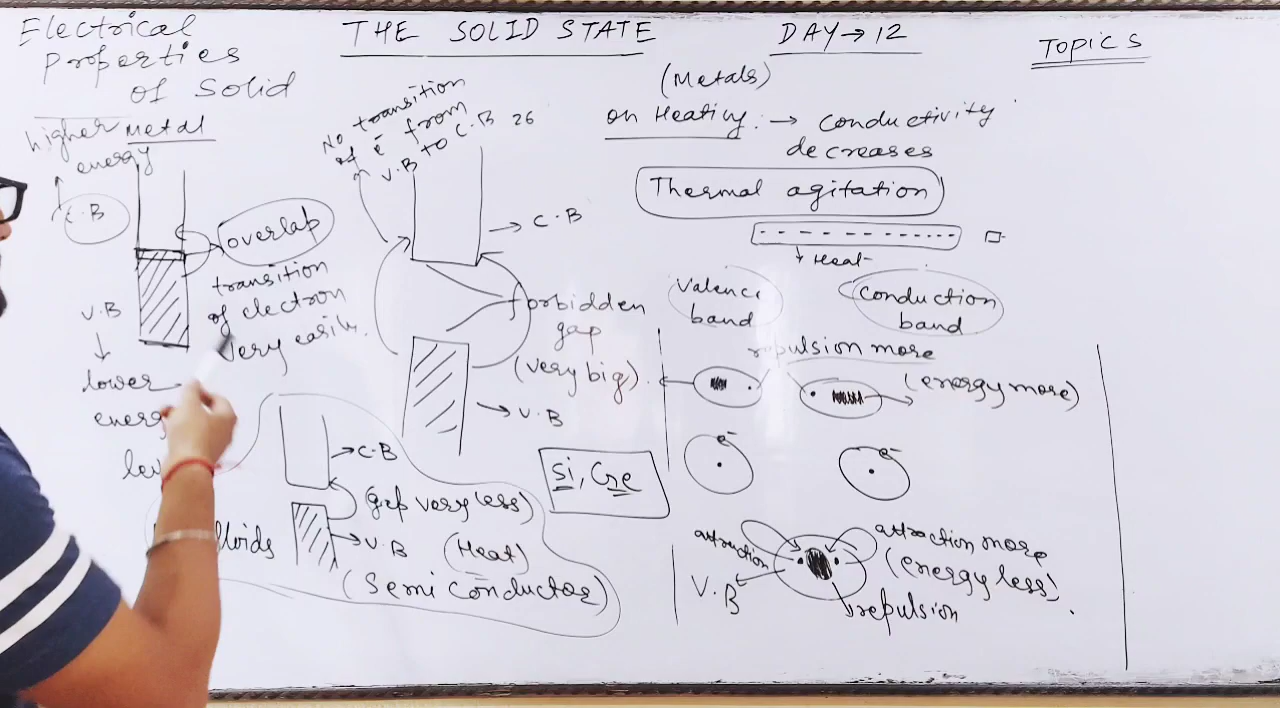 Electrical
Properties
of Solid
THE SOLID STATE
DAY → 12
TOPICS
higher
energy
↑
C.B
Metal
overlap
transition
of electron
very easily.
V.B
↓
lower
energ
lev
No transition
of e⁻ from
V.B to C.B
26
→ C.B
forbidden
gap
(very big).
→ V.B
→ C.B
(gap very less)
lloids
→ V.B
(Heat)
(Semi Conductor)
Si, Ge
(Metals)
on Heating: → conductivity
decreases
Thermal agitation
Heat
Valence
band
Conduction
band
repulsion more
(energy more)
e⁻
e⁻
attraction
V.B
attraction more
(energy less).
repulsion